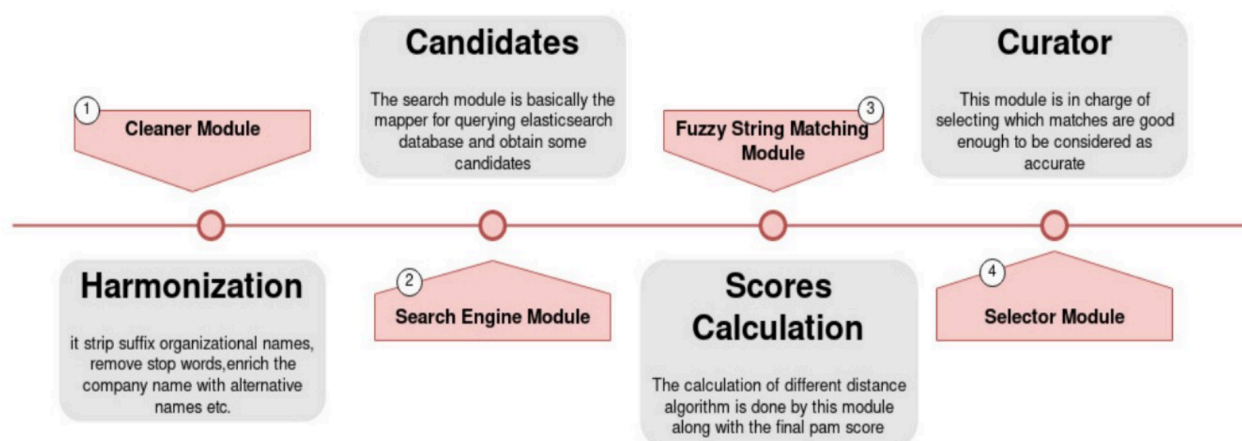 1
Cleaner Module
Harmonization
it strip suffix organizational names,
remove stop words,enrich the
company name with alternative
names etc.
Candidates
The search module is basically the
mapper for querying elasticsearch
database and obtain some
candidates
2
Search Engine Module
3
Fuzzy String Matching
Module
Scores
Calculation
The calculation of different distance
algorithm is done by this module
along with the final pam score
Curator
This module is in charge of
selecting which matches are good
enough to be considered as
accurate
4
Selector Module